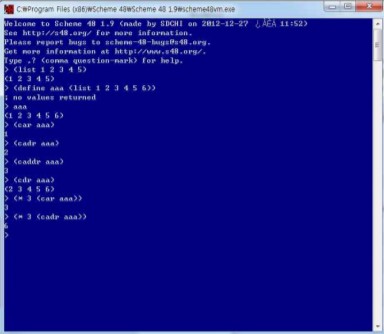 C:₩Program Files (x86)₩Scheme 48₩Scheme 48 1.9₩scheme48vm.exe
Welcome to Scheme 48 1.9 (made by SDCHI on 2012-12-27 ¿ÀÈÄ 11:52)
See http://s48.org/ for more information.
Please report bugs to scheme-48-bugs@s48.org.
Get more information at http://www.s48.org/.
Type ,? (comma question-mark) for help.
> (list 1 2 3 4 5)
(1 2 3 4 5)
> (define aaa (list 1 2 3 4 5 6))
; no values returned
> aaa
(1 2 3 4 5 6)
> (car aaa)
1
> (cadr aaa)
2
> (caddr aaa)
3
> (cdr aaa)
(2 3 4 5 6)
> (* 3 (car aaa))
3
> (* 3 (cadr aaa))
6
>